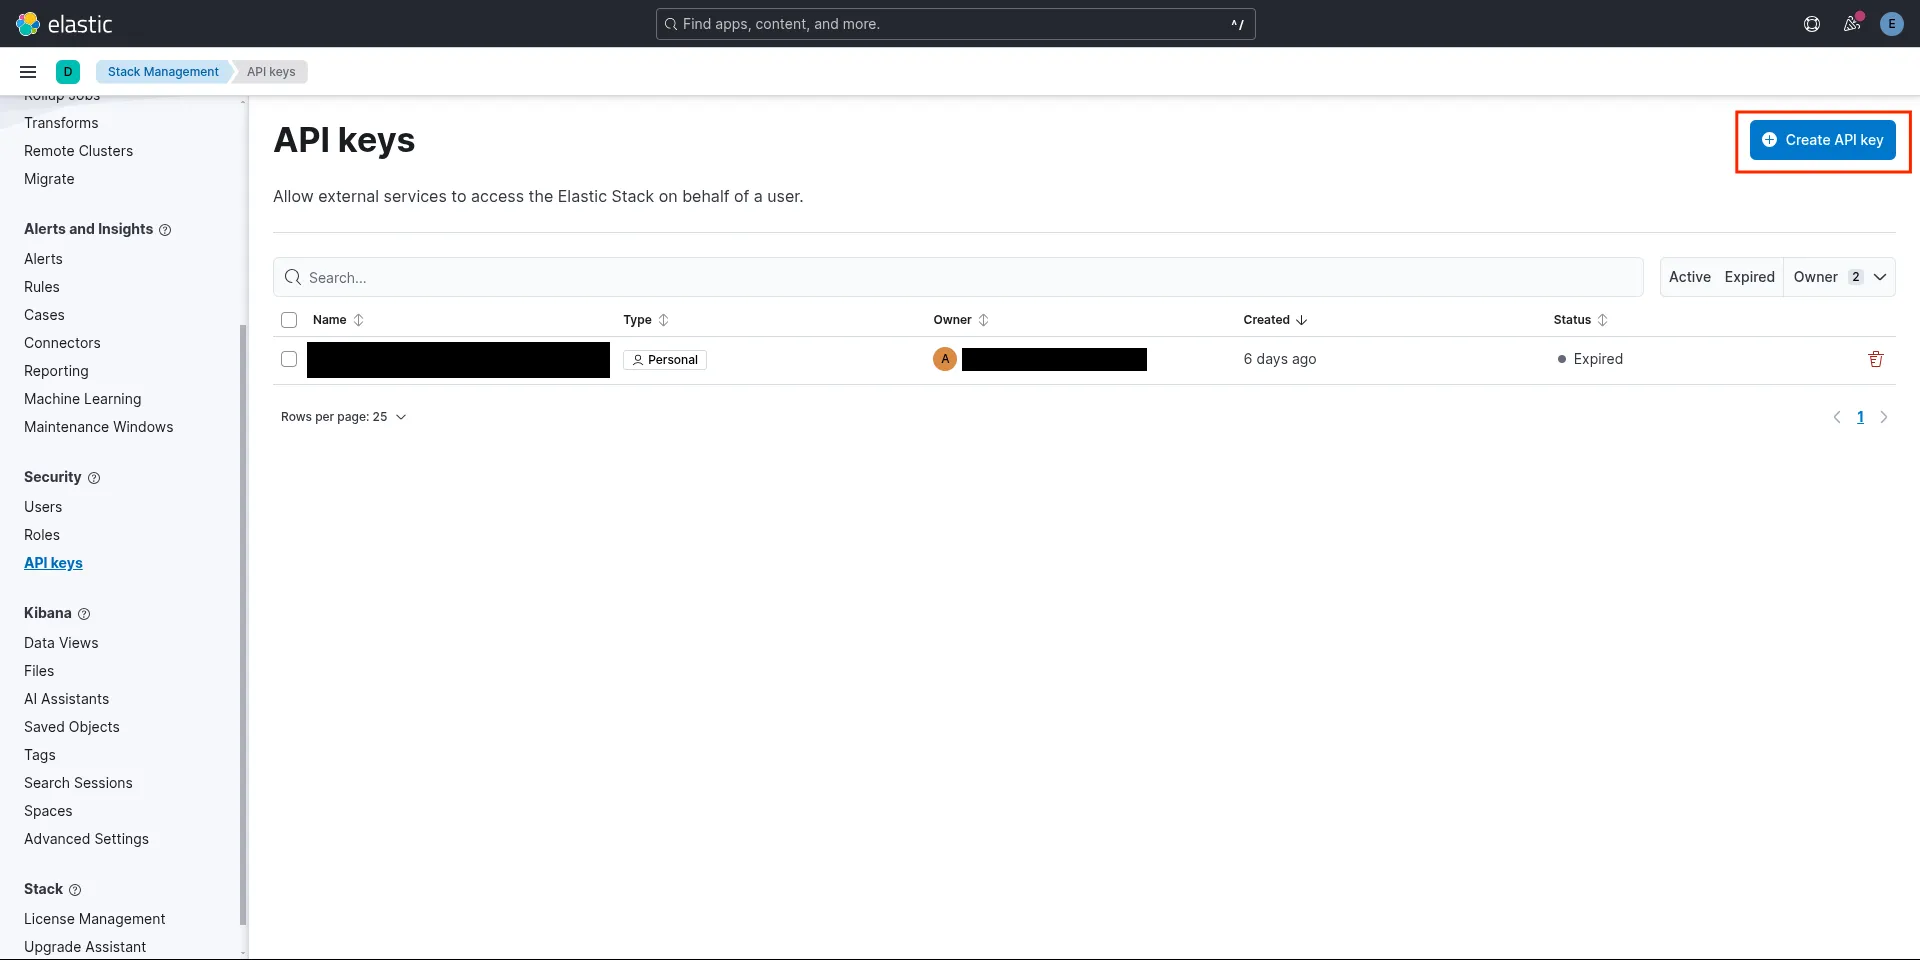 elastic
Find apps, content, and more.
^/
E
D
Stack Management
API keys
Rollup Jobs
Transforms
Remote Clusters
Migrate
Alerts and Insights
Alerts
Rules
Cases
Connectors
Reporting
Machine Learning
Maintenance Windows
Security
Users
Roles
API keys
Kibana
Data Views
Files
AI Assistants
Saved Objects
Tags
Search Sessions
Spaces
Advanced Settings
Stack
License Management
Upgrade Assistant
API keys
Create API key
Allow external services to access the Elastic Stack on behalf of a user.
Search...
Active Expired Owner 2
Name Type Owner Created Status
Personal A 6 days ago Expired
Rows per page: 25
1